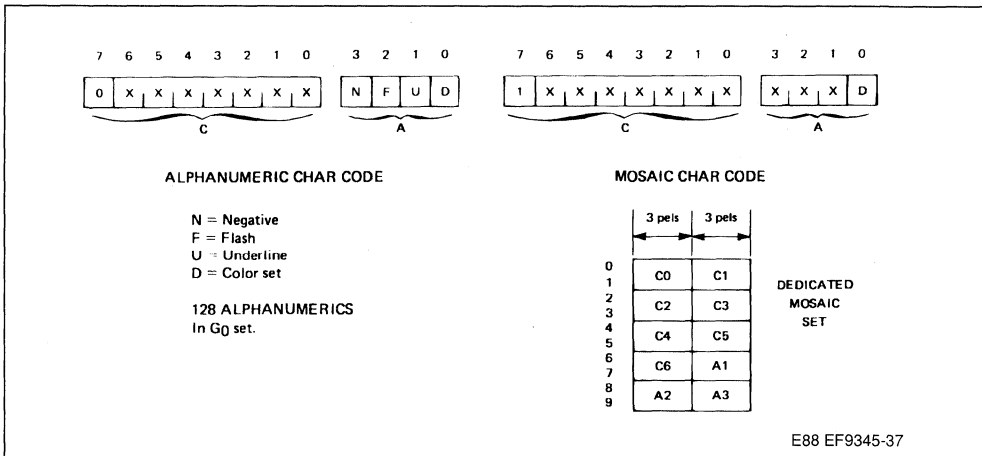 7 6 5 4 3 2 1 0 3 2 1 0 7 6 5 4 3 2 1 0 3 2 1 0
0 X X X X X X X N F U D 1 X X X X X X X X X X D
C A C A
ALPHANUMERIC CHAR CODE
N = Negative
F = Flash
U = Underline
D = Color set
128 ALPHANUMERICS
In G0 set.
MOSAIC CHAR CODE
3 pels 3 pels
0
1
C0 C1
2
3
C2 C3
4
5
C4 C5
6
7
C6 A1
8
9
A2 A3
DEDICATED
MOSAIC
SET
E88 EF9345-37